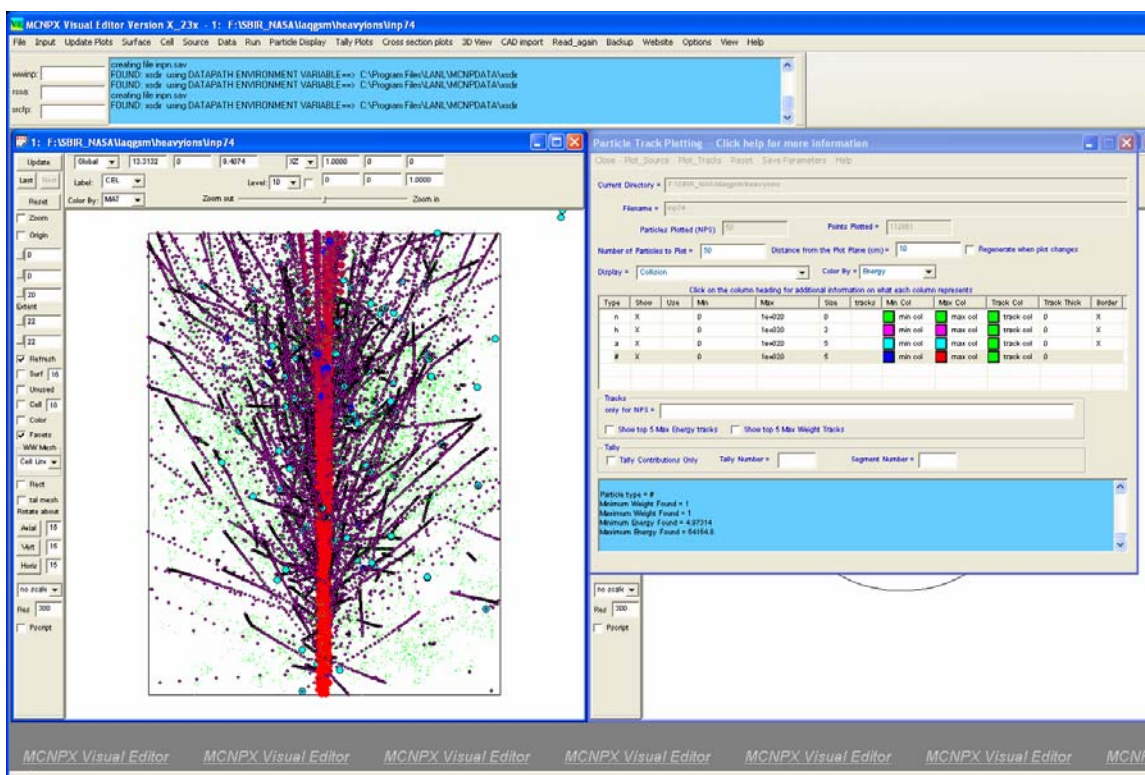 MCNPX Visual Editor Version X_23x - 1: F:\SBIR_NASA\laqgsm\heavyions\inp74
File Input Update Plots Surface Cell Source Data Run Particle Display Tally Plots Cross section plots 3D View CAD import Read_again Backup Website Options View Help
wwinp:
rssa:
srctp:
creating file inpn.sav
FOUND: xsdir using DATAPATH ENVIRONMENT VARIABLE==> C:\Program Files\LANL\MCNPDATA\xsdir
FOUND: xsdir using DATAPATH ENVIRONMENT VARIABLE==> C:\Program Files\LANL\MCNPDATA\xsdir
creating file inpn.sav
FOUND: xsdir using DATAPATH ENVIRONMENT VARIABLE==> C:\Program Files\LANL\MCNPDATA\xsdir
1: F:\SBIR_NASA\laqgsm\heavyions\inp74
Update Global 13.3132 0 8.4074 XZ 1.0000 0 0
Last Label: CEL Level: 10 0 0 1.0000
Reset Color By: MAT Zoom out Zoom in
Zoom
Origin
0
0
20
Extent
22
22
Refresh
Surf 16
Unused
Cell 16
Color
Facets
WW Mesh
Cell Line
Rect
tal mesh
Rotate about
Axial 15
Vert 15
Horiz 15
no scale
Res 300
Pscript
Particle Track Plotting - Click help for more information
Close Plot_Source Plot_Tracks Reset Save Parameters Help
Current Directory = F:\SBIR_NASA\laqgsm\heavyions
Filename = inp74
Particles Plotted (NPS) 50 Points Plotted =
Number of Particles to Plot = 50 Distance from the Plot Plane (cm) = 10 Regenerate when plot changes
Display = Collision Color By = Energy
Click on the column heading for additional information on what each column represents
Type Show Use Min Max Size tracks Min Col Max Col Track Col Track Thick Border
n X 0 1e+020 0 min col max col track col 0 X
h X 0 1e+020 3 min col max col track col 0 X
a X 0 1e+020 5 min col max col track col 0 X
# X 0 1e+020 5 min col max col track col 0
Tracks
only for NPS =
Show top 5 Max Energy tracks Show top 5 Max Weight Tracks
Tally
Tally Contributions Only Tally Number = Segment Number =
Particle type = #
Minimum Weight Found = 1
Maximum Weight Found = 1
Minimum Energy Found = 4.97314
Maximum Energy Found = 64164.8
no scale
Res 300
Pscript
MCNPX Visual Editor MCNPX Visual Editor MCNPX Visual Editor MCNPX Visual Editor MCNPX Visual Editor MCNPX Visual Editor MCN